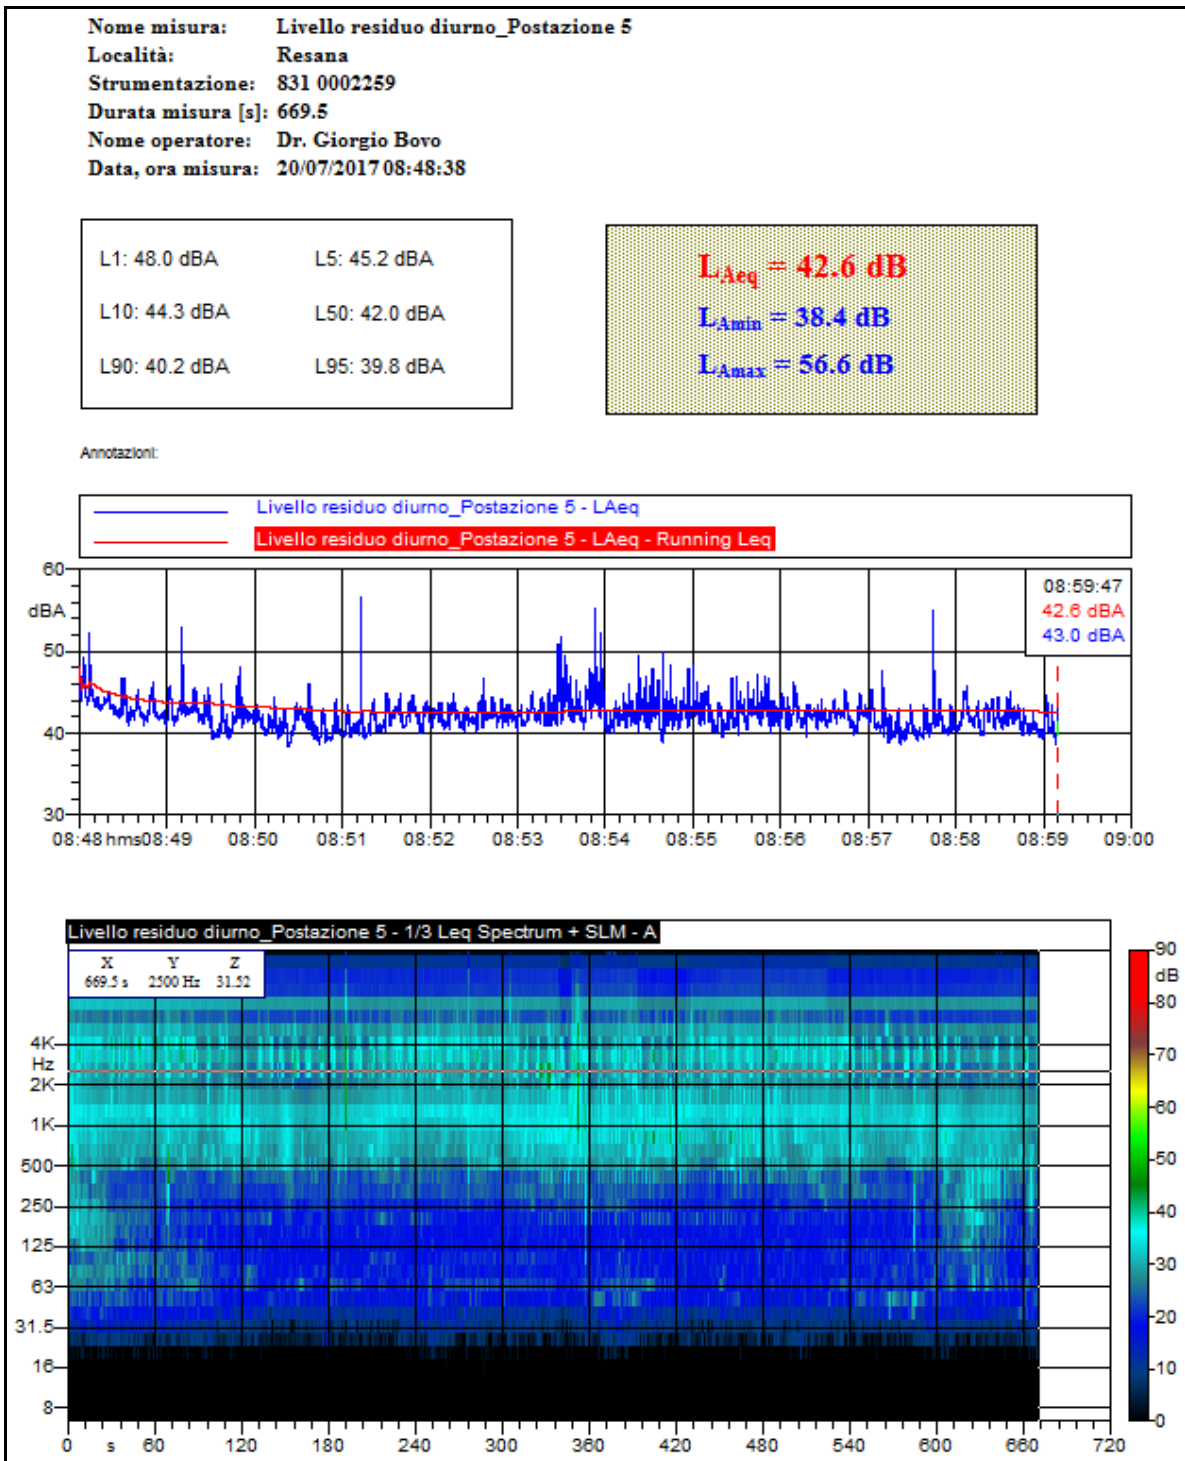 Nome misura: Livello residuo diurno_Postazione 5
Località: Resana
Strumentazione: 831 0002259
Durata misura [s]: 669.5
Nome operatore: Dr. Giorgio Bovo
Data, ora misura: 20/07/2017 08:48:38
L1: 48.0 dBA L5: 45.2 dBA
L10: 44.3 dBA L50: 42.0 dBA
L90: 40.2 dBA L95: 39.8 dBA
LAeq = 42.6 dB
LAmin = 38.4 dB
LAmax = 56.6 dB
Annotazioni:
Livello residuo diurno_Postazione 5 - LAeq
Livello residuo diurno_Postazione 5 - LAeq - Running Leq
60
dBA
50
40
30
08:59:47
42.6 dBA
43.0 dBA
08:48 hms 08:49 08:50 08:51 08:52 08:53 08:54 08:55 08:56 08:57 08:58 08:59 09:00
Livello residuo diurno_Postazione 5 - 1/3 Leq Spectrum + SLM - A
X Y Z
669.5 s 2500 Hz 31.52
4K
Hz
2K
1K
500
250
125
63
31.5
16
8
0 s 60 120 180 240 300 360 420 480 540 600 660 720
90
dB
80
70
60
50
40
30
20
10
0